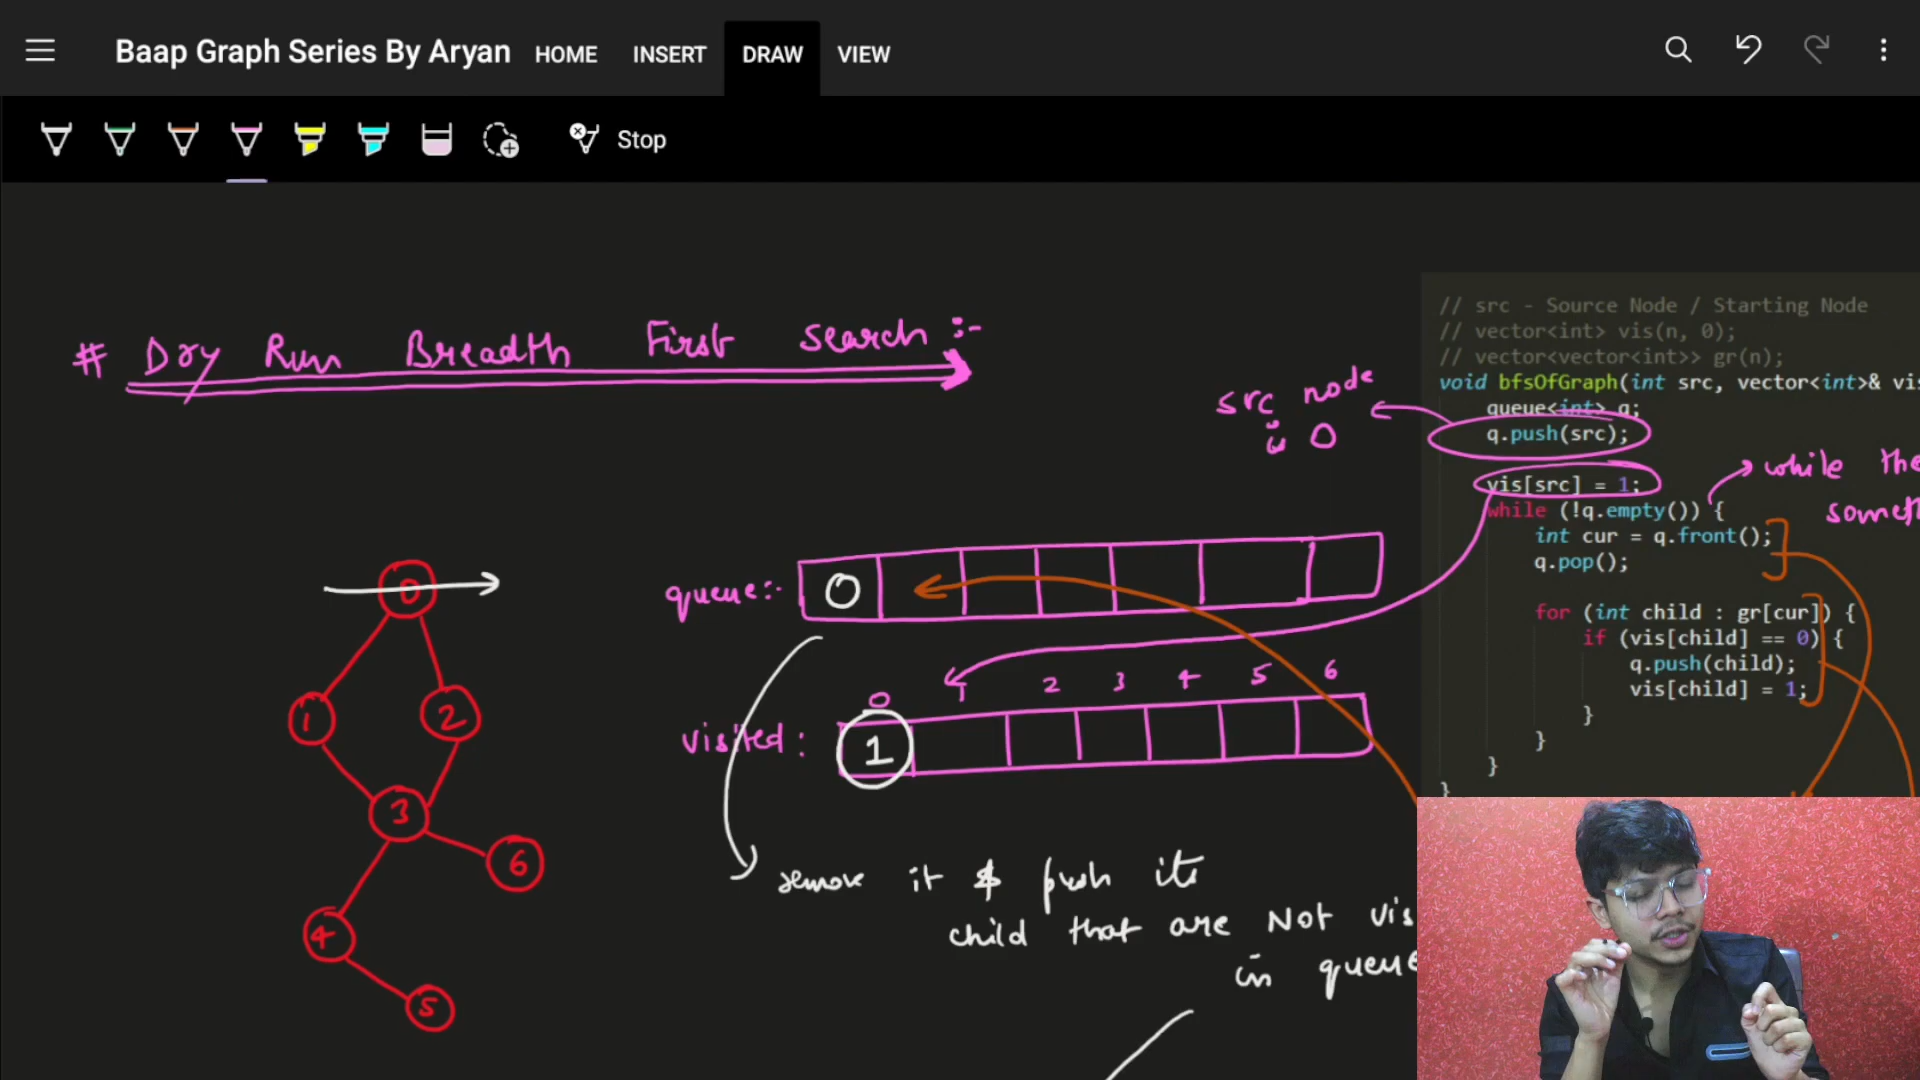 Baap Graph Series By Aryan HOME INSERT DRAW VIEW
Stop
# Dry Run Breadth First Search :-
src node
is 0
// src - Source Node / Starting Node
// vector<int> vis(n, 0);
// vector<vector<int>> gr(n);
void bfsOfGraph(int src, vector<int>& vis
queue<int> q;
q.push(src);
vis[src] = 1;
while (!q.empty()) {
int cur = q.front();
q.pop();
for (int child : gr[cur]) {
if (vis[child] == 0) {
q.push(child);
vis[child] = 1;
}
}
}
}
while the
0
1 2
3
6
4
5
queue:- 0
0 1 2 3 4 5 6
visited : 1
remove it & push its
child that are NOT vis
in queue